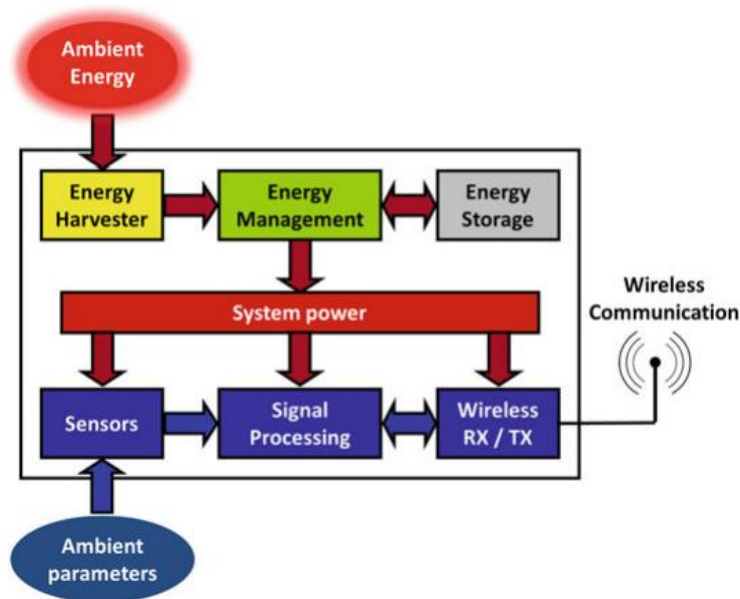 Ambient
Energy
Energy
Harvester
Energy
Management
Energy
Storage
System power
Wireless
Communication
Sensors
Signal
Processing
Wireless
RX / TX
Ambient
parameters